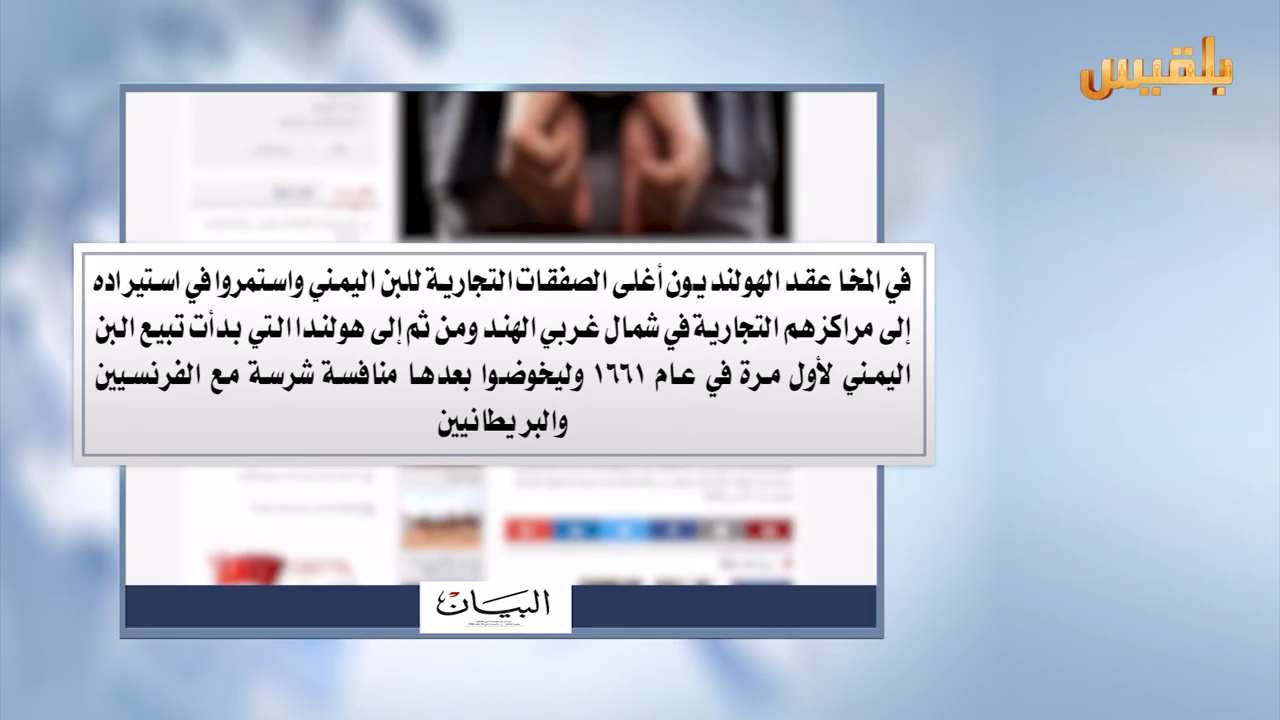 بلقيس
في المخا عقد الهولنديون أغلى الصفقات التجارية للبن اليمني واستمروا في استيراده
إلى مراكزهم التجارية في شمال غربي الهند ومن ثم إلى هولندا التي بدأت تبيع البن
اليمني لأول مرة في عام ١٦٦١ وليخوضوا بعدها منافسة شرسة مع الفرنسيين
والبريطانيين
البيان